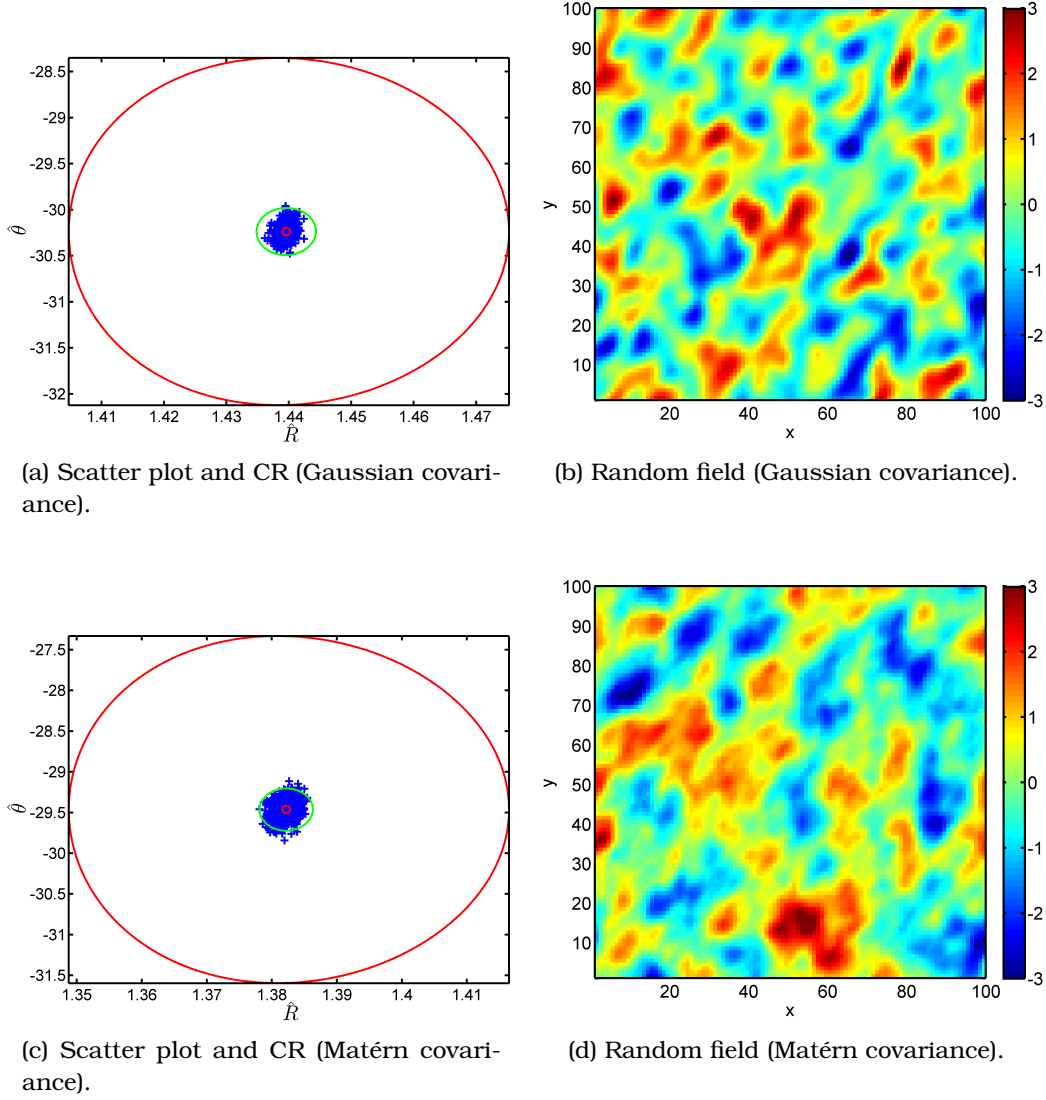 -28.5
-29
-29.5
-30
-30.5
-31
-31.5
-32
θ̂
1.41 1.42 1.43 1.44 1.45 1.46 1.47
R̂
(a) Scatter plot and CR (Gaussian covari-
ance).
100
90
80
70
60
50
40
30
20
10
y
20 40 60 80 100
x
3
2
1
0
-1
-2
-3
(b) Random field (Gaussian covariance).
-27.5
-28
-28.5
-29
-29.5
-30
-30.5
-31
-31.5
θ̂
1.35 1.36 1.37 1.38 1.39 1.4 1.41
R̂
(c) Scatter plot and CR (Matérn covari-
ance).
100
90
80
70
60
50
40
30
20
10
y
20 40 60 80 100
x
3
2
1
0
-1
-2
-3
(d) Random field (Matérn covariance).